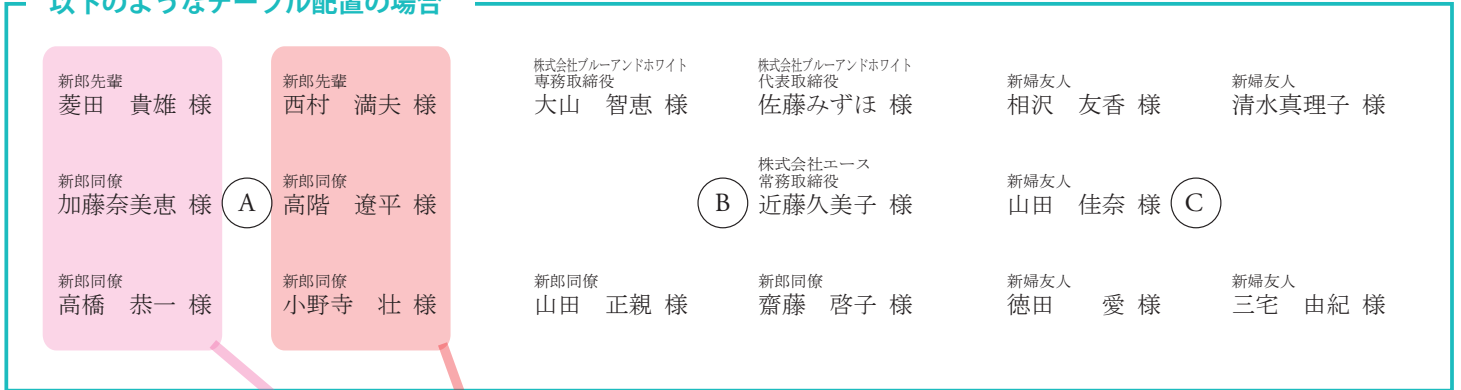 以下のようなテーブル配置の場合
新郎先輩
菱田　貴雄 様
新郎先輩
西村　満夫 様
株式会社ブルーアンドホワイト
専務取締役
大山　智恵 様
株式会社ブルーアンドホワイト
代表取締役
佐藤みずほ 様
新婦友人
相沢　友香 様
新婦友人
清水真理子 様
新郎同僚
加藤奈美恵 様
A
新郎同僚
高階　遼平 様
B
株式会社エース
常務取締役
近藤久美子 様
新婦友人
山田　佳奈 様
C
新郎同僚
高橋　恭一 様
新郎同僚
小野寺　壮 様
新郎同僚
山田　正親 様
新郎同僚
齋藤　啓子 様
新婦友人
徳田　　愛 様
新婦友人
三宅　由紀 様